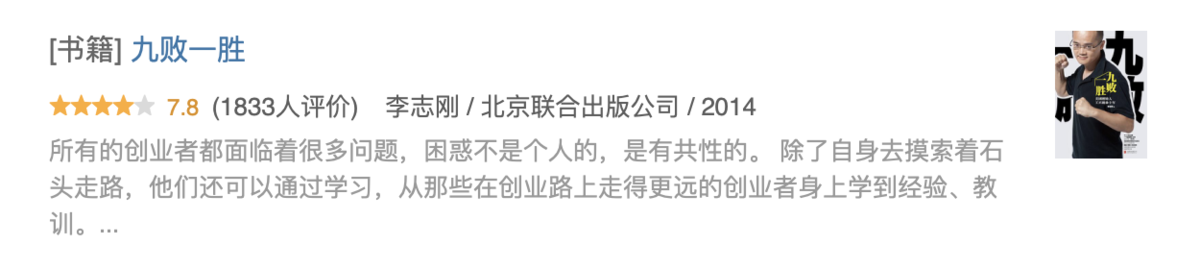 [书籍] 九败一胜
7.8 (1833人评价) 李志刚 / 北京联合出版公司 / 2014
所有的创业者都面临着很多问题，困惑不是个人的，是有共性的。 除了自身去摸索着石
头走路，他们还可以通过学习，从那些在创业路上走得更远的创业者身上学到经验、教
训。...
九败
一胜